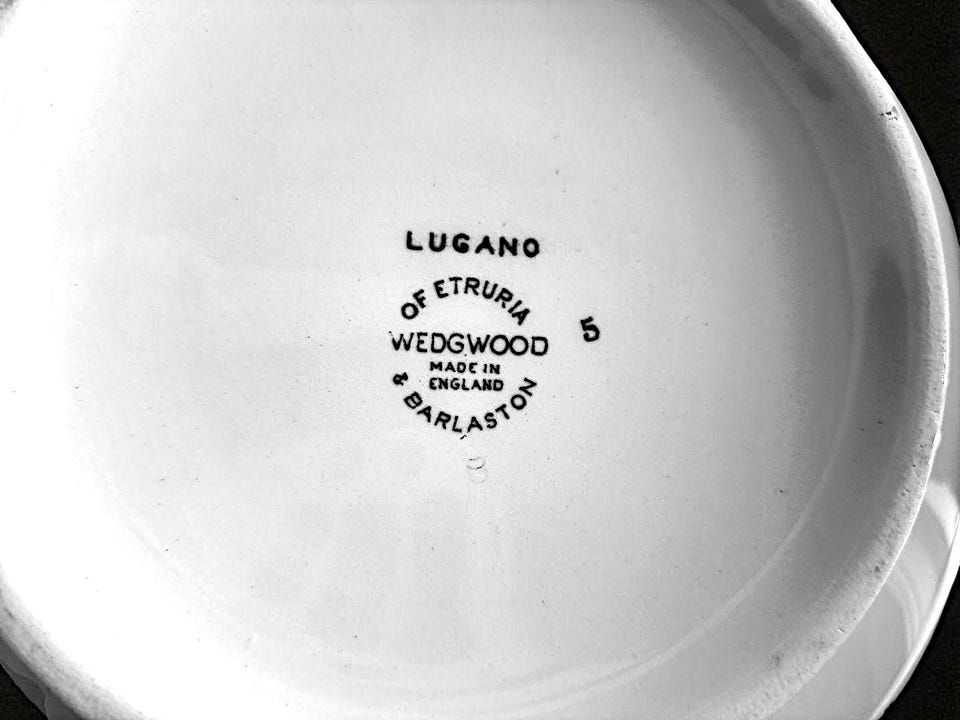 LUGANO
OF ETRURIA
WEDGWOOD
MADE IN
ENGLAND
& BARLASTON
5